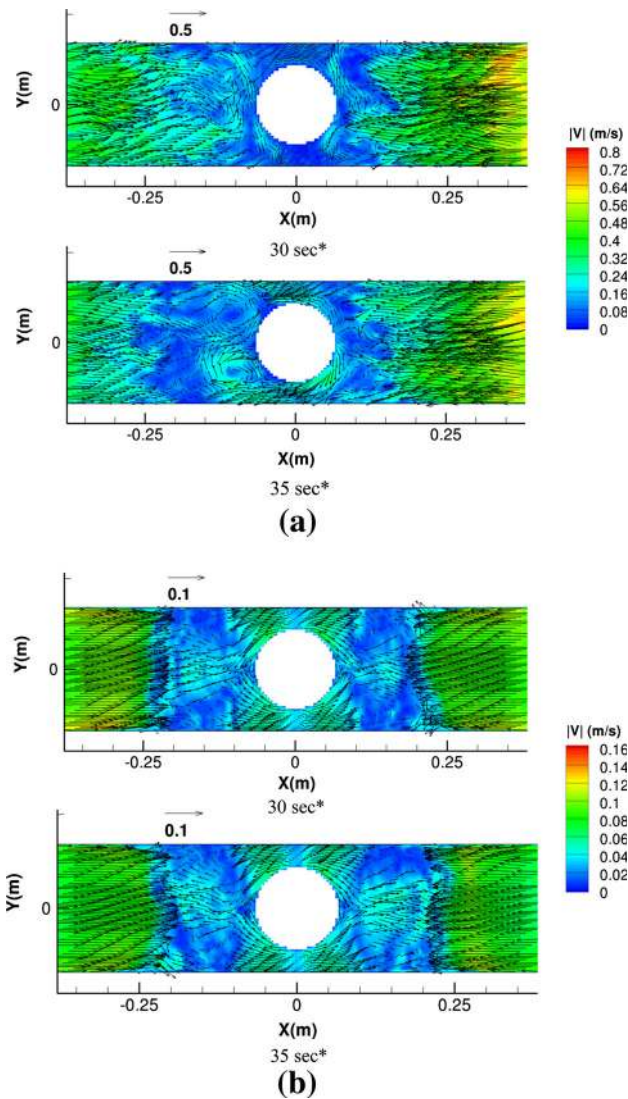 0.5
Y(m)
0
-0.25 0 0.25
X(m)
30 sec*
0.5
Y(m)
0
-0.25 0 0.25
X(m)
35 sec*
(a)
|V| (m/s)
0.8
0.72
0.64
0.56
0.48
0.4
0.32
0.24
0.16
0.08
0
0.1
Y(m)
0
-0.25 0 0.25
X(m)
30 sec*
0.1
Y(m)
0
-0.25 0 0.25
X(m)
35 sec*
(b)
|V| (m/s)
0.16
0.14
0.12
0.1
0.08
0.06
0.04
0.02
0